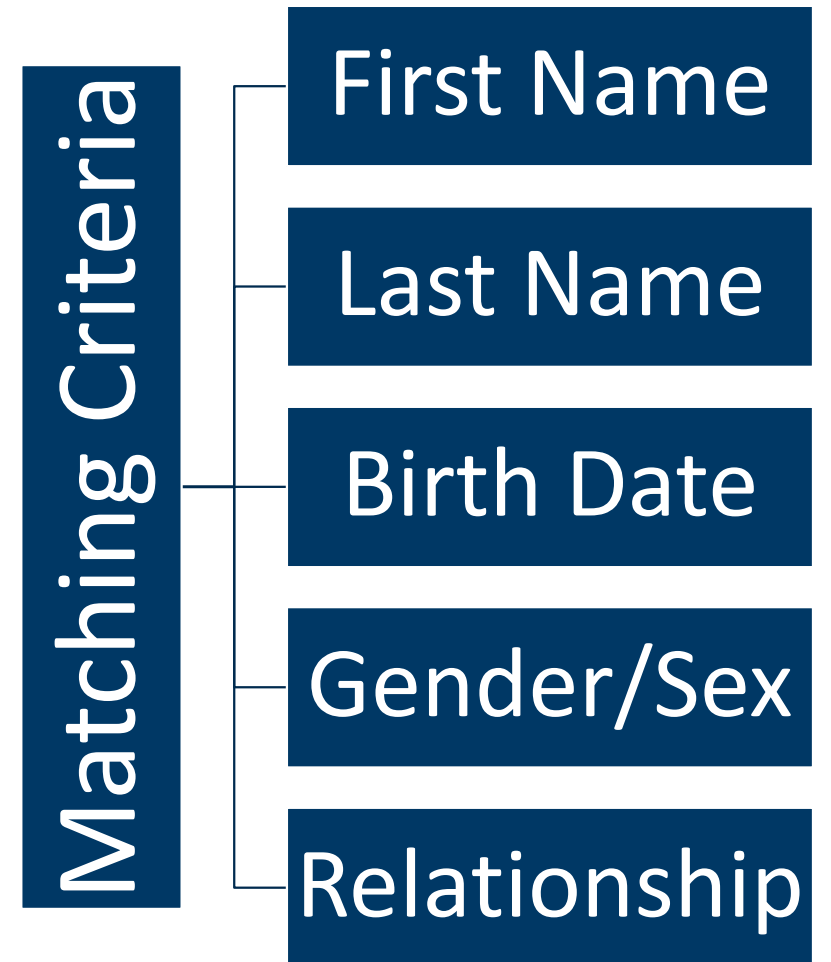 Matching Criteria
First Name
Last Name
Birth Date
Gender/Sex
Relationship